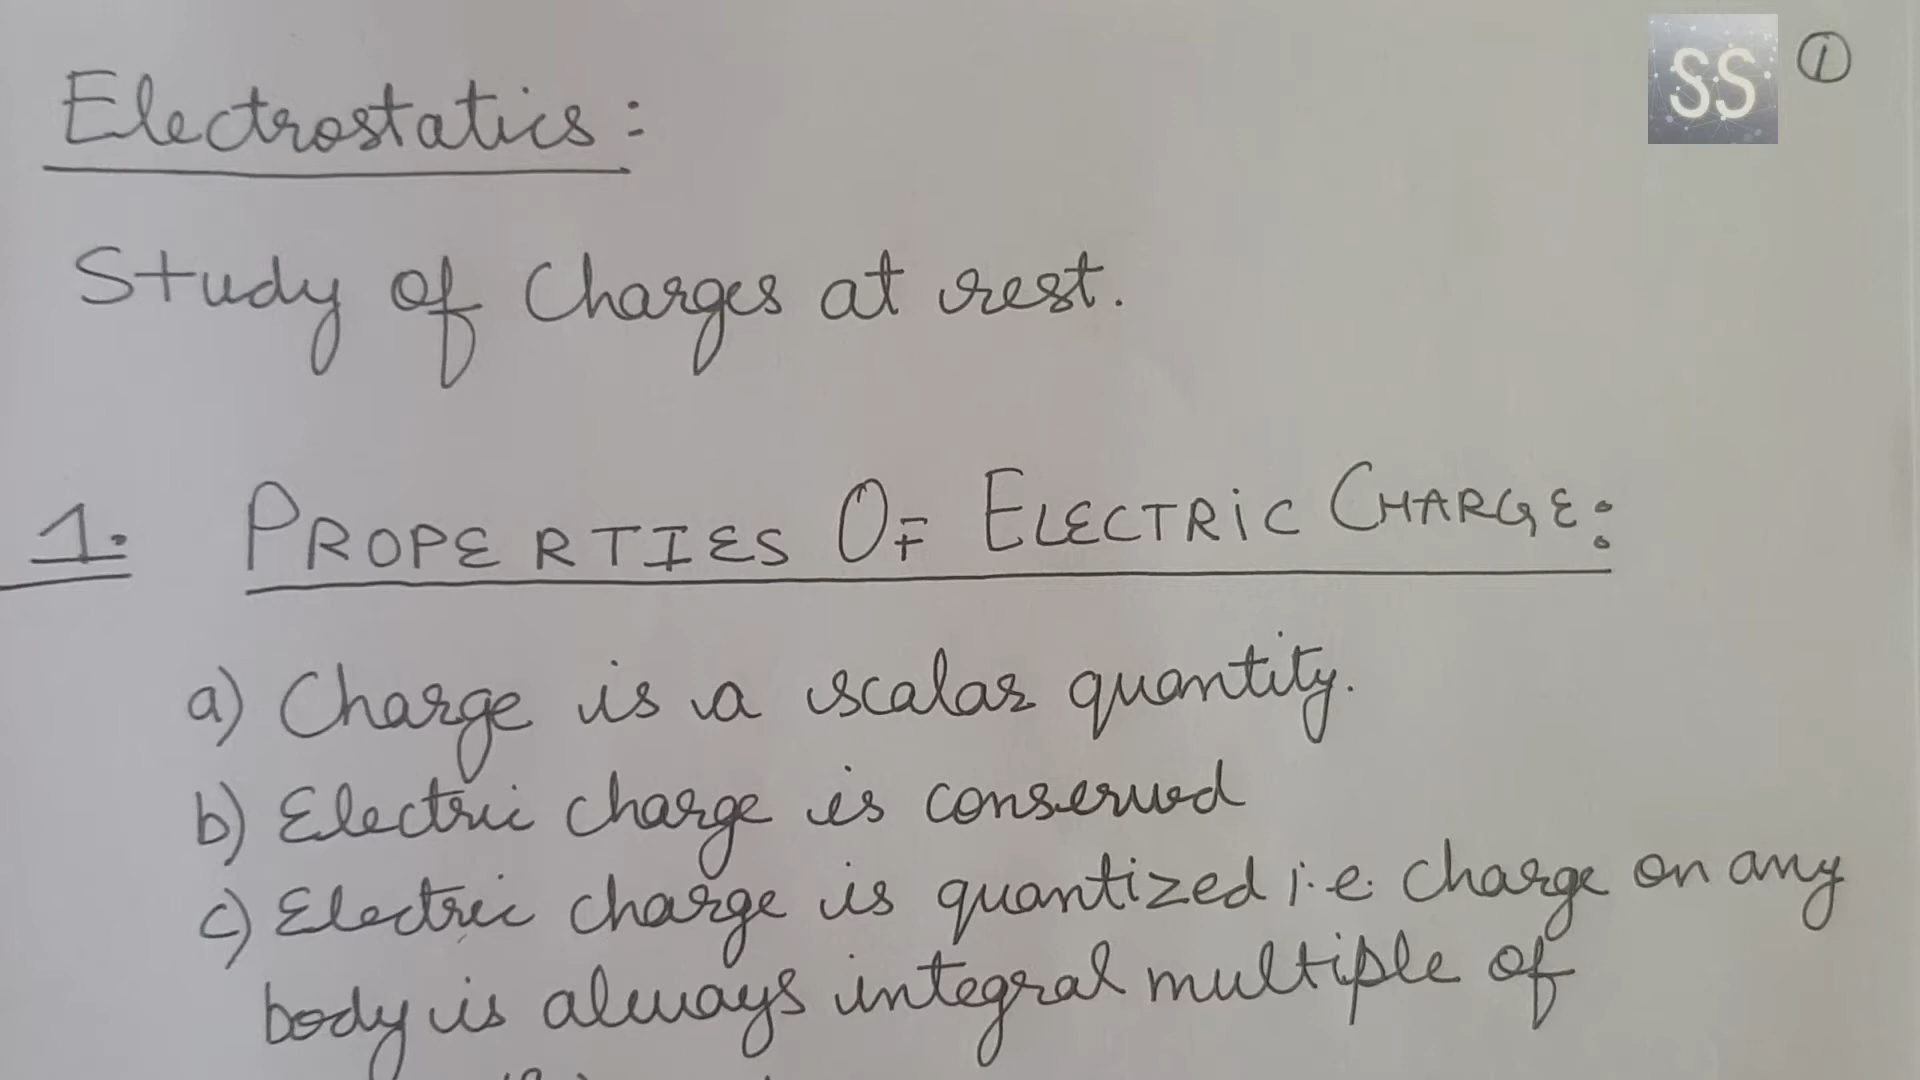 SS ①
Electrostatics:
Study of Charges at rest.
1. PROPERTIES OF ELECTRIC CHARGE:
a) Charge is a scalar quantity.
b) Electric charge is conserved
c) Electric charge is quantized i.e. charge on any
body is always integral multiple of